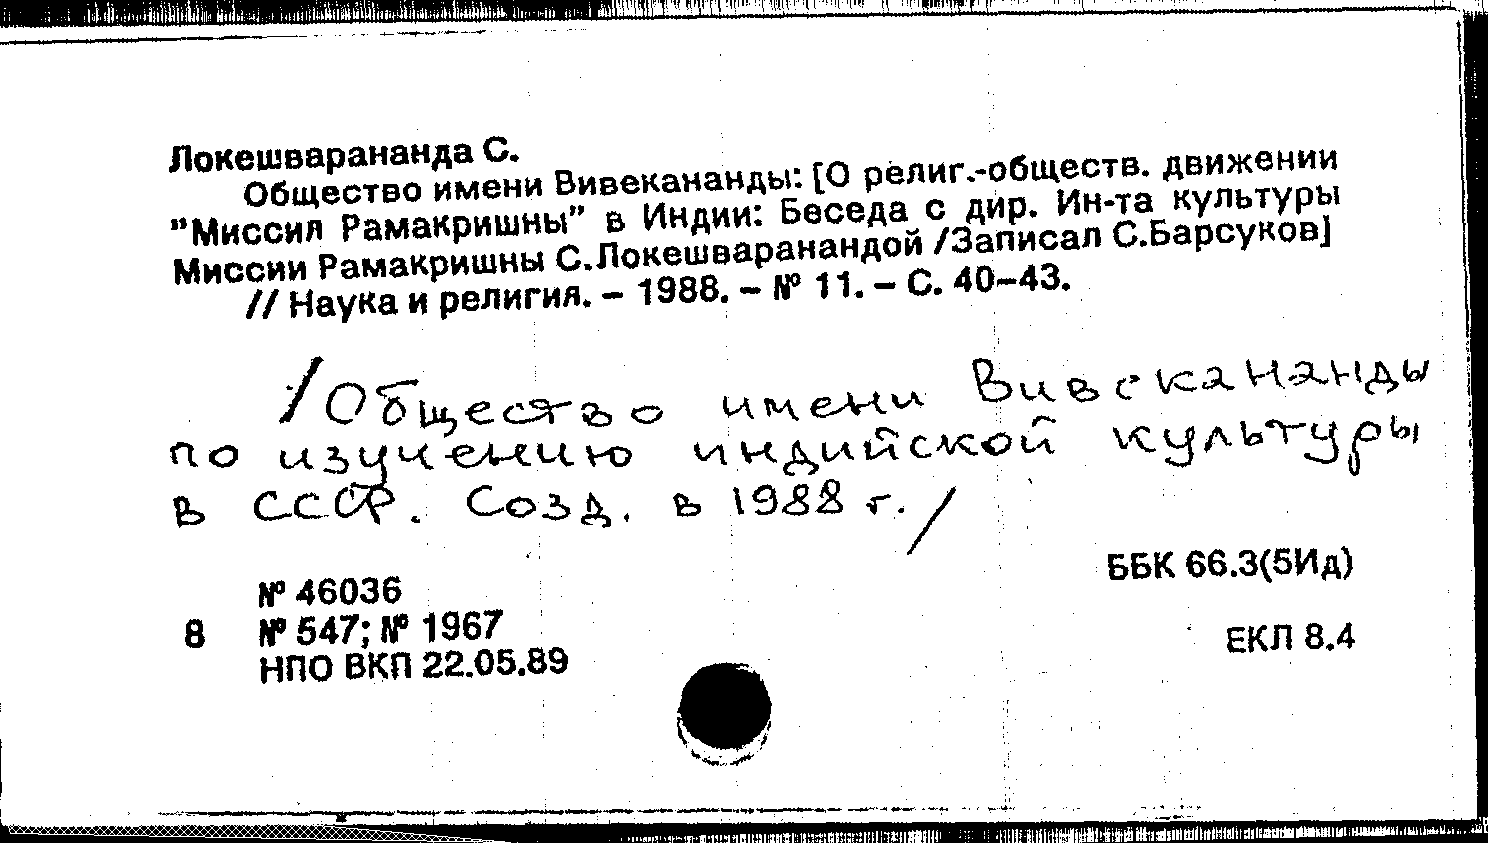 Локешварананда С.
Общество имени Вивекананды: [О религ.-обществ. движении
"Миссия Рамакришны" в Индии: Беседа с дир. Ин-та культуры
Миссии Рамакришны С.Локешваранандой /Записал С.Барсуков]
// Наука и религия. – 1988. – № 11. – С. 40–43.
/Общество имени Вивекананды
по изучению индийской культуры
в СССР. Созд. в 1988 г./
ББК 66.3(5Ид)
№ 46036
8 № 547; № 1967
ЕКЛ 8.4
НПО ВКП 22.05.89